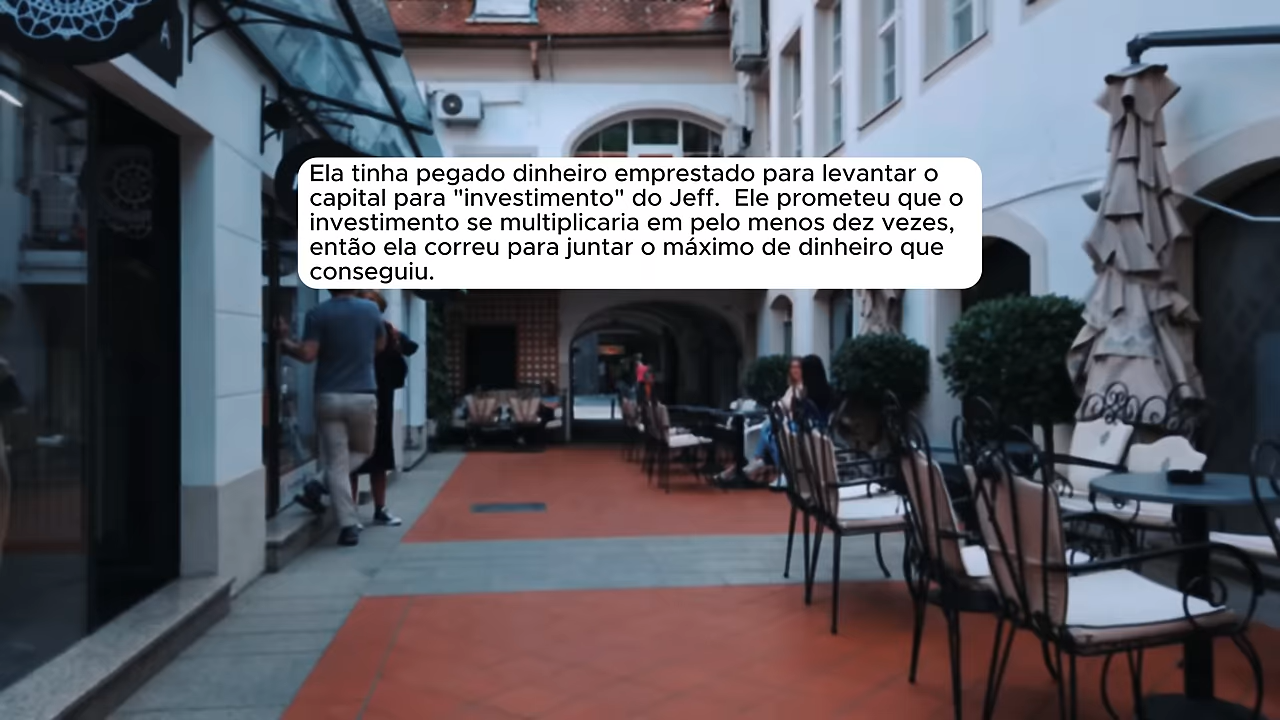 Ela tinha pegado dinheiro emprestado para levantar o
capital para "investimento" do Jeff.  Ele prometeu que o
investimento se multiplicaria em pelo menos dez vezes,
então ela correu para juntar o máximo de dinheiro que
conseguiu.